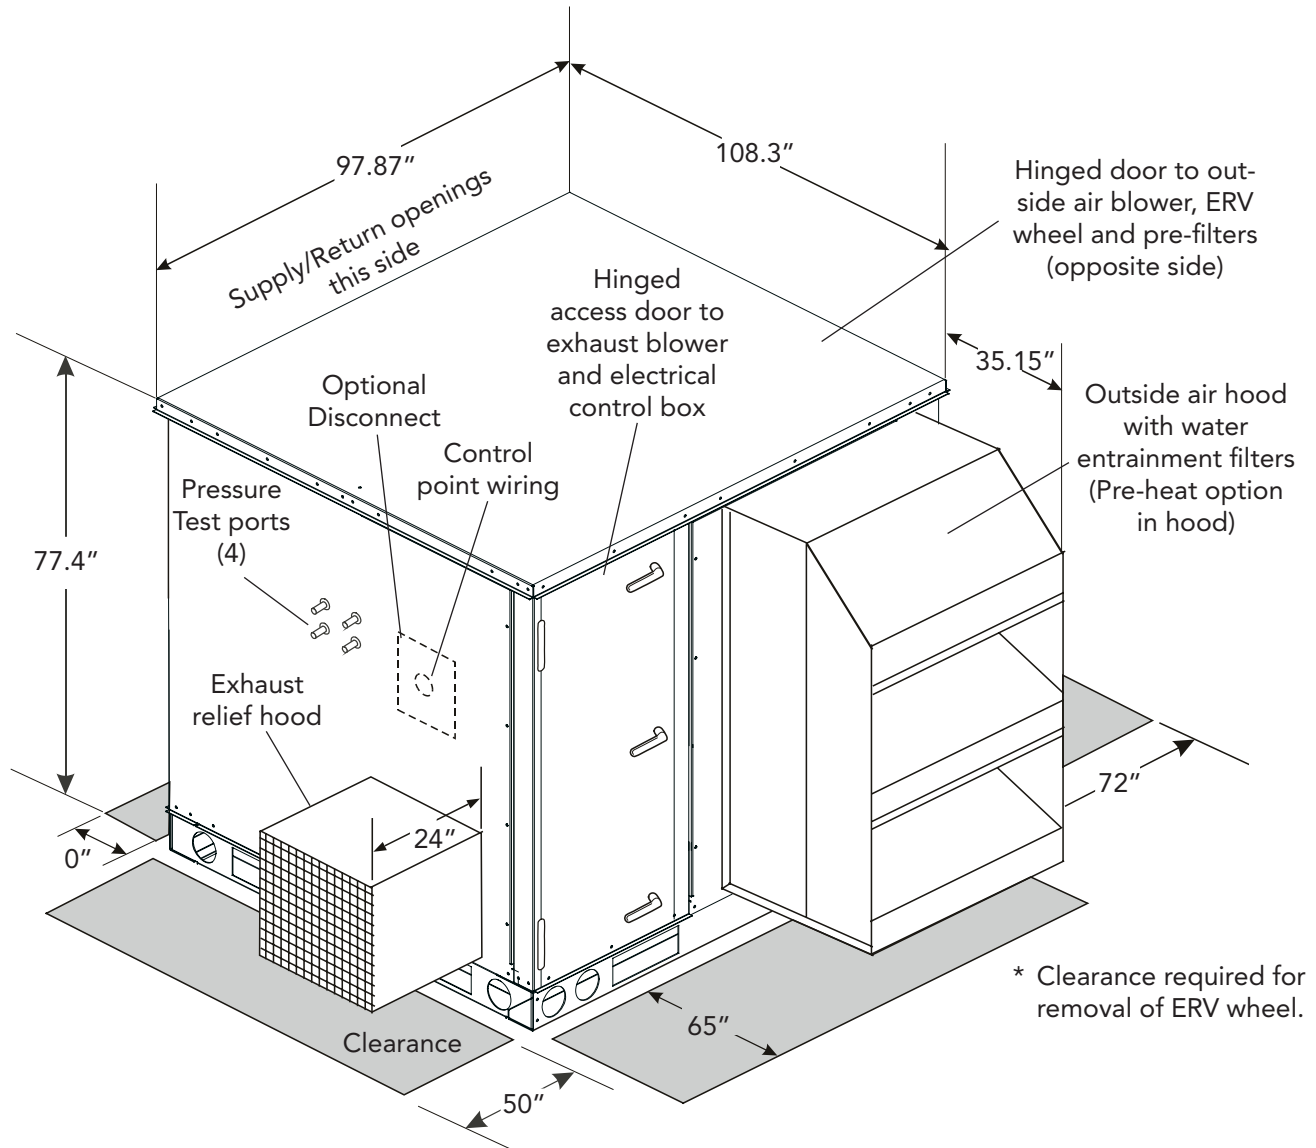 97.87”
108.3”
Supply/Return openings
this side
Hinged door to out-
side air blower, ERV
wheel and pre-filters
(opposite side)
Hinged
access door to
exhaust blower
and electrical
control box
35.15”
Optional
Disconnect
Outside air hood
with water
entrainment filters
(Pre-heat option
in hood)
Control
point wiring
Pressure
Test ports
(4)
77.4”
Exhaust
relief hood
72”
24”
0”
* Clearance required for
removal of ERV wheel.
65”
Clearance
50”